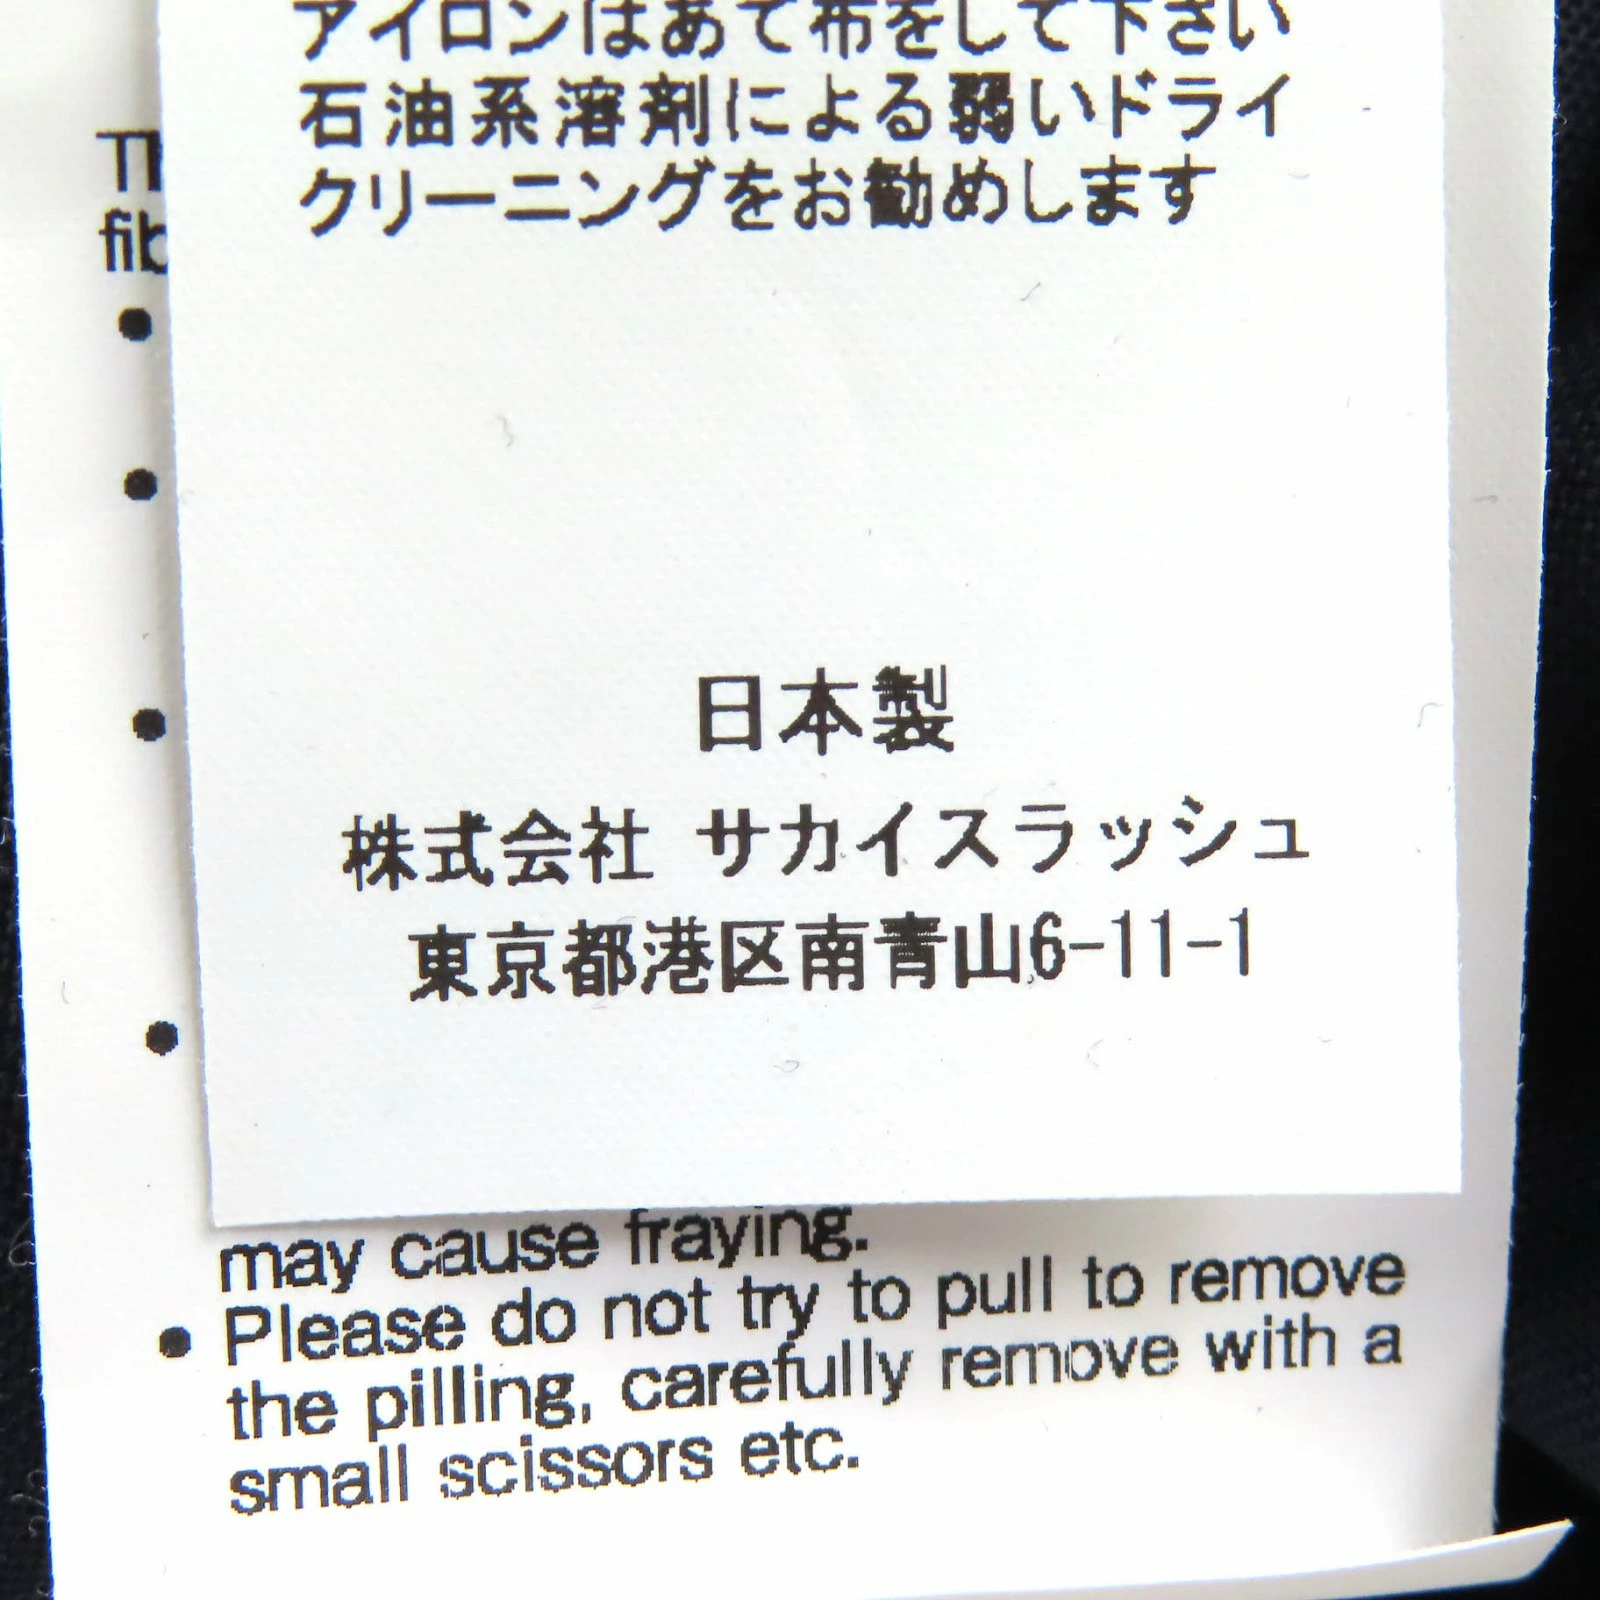 アイロンはあて布をして下さい
石油系溶剤による弱いドライ
クリーニングをお勧めします
日本製
株式会社 サカイスラッシュ
東京都港区南青山6-11-1
may cause fraying.
• Please do not try to pull to remove
the pilling, carefully remove with a
small scissors etc.